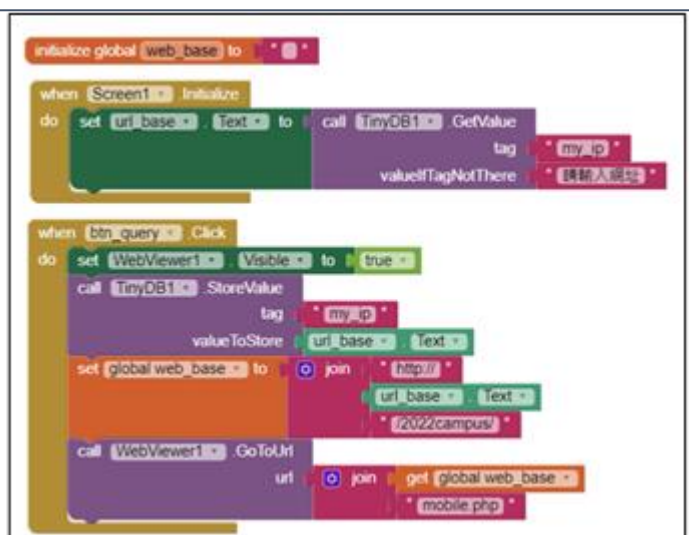 initialize global web_base to " "
when Screen1 .Initialize
do set url_base . Text to call TinyDB1 .GetValue
tag " my_ip "
valueIfTagNotThere " 請輸入網址 "
when btn_query .Click
do set WebViewer1 . Visible to true
call TinyDB1 .StoreValue
tag " my_ip "
valueToStore url_base . Text
set global web_base to join " http:// "
url_base . Text
" /2022campus/ "
call WebViewer1 .GoToUrl
url join get global web_base
" mobile.php "